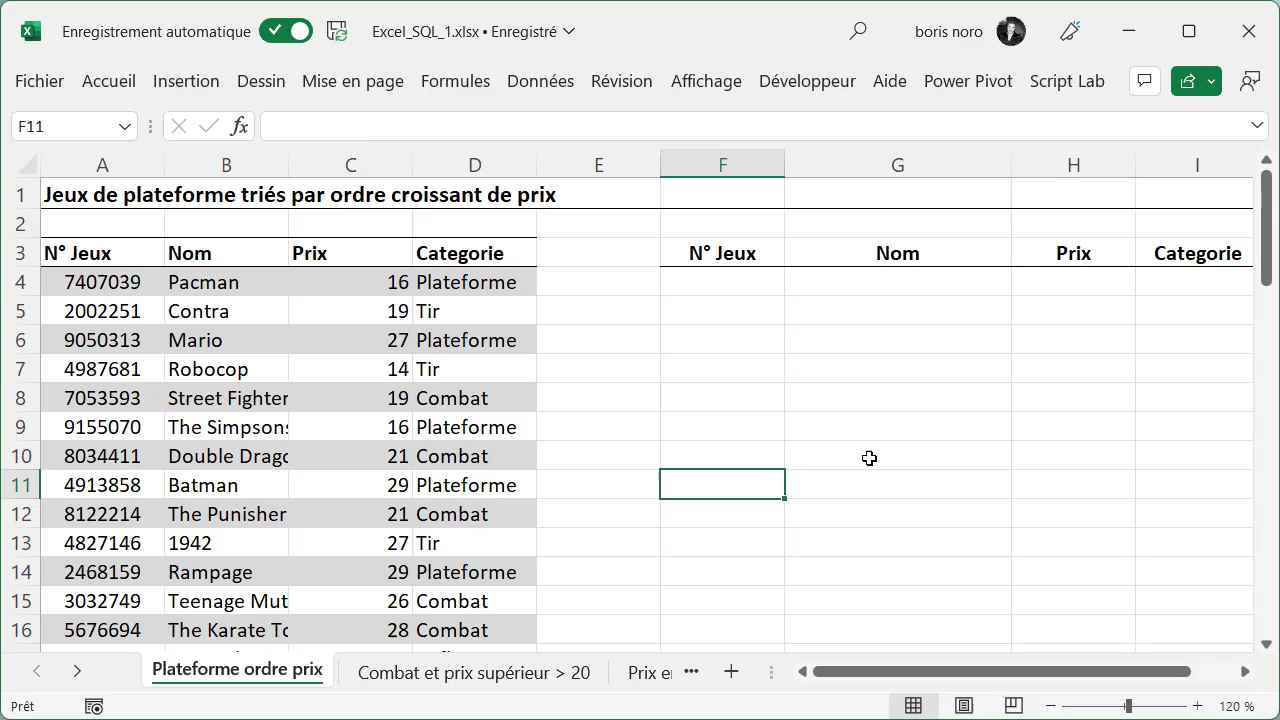 Enregistrement automatique Excel_SQL_1.xlsx • Enregistré boris noro
Fichier Accueil Insertion Dessin Mise en page Formules Données Révision Affichage Développeur Aide Power Pivot Script Lab
F11 fx
A B C D E F G H I
1 Jeux de plateforme triés par ordre croissant de prix
2
3 N° Jeux Nom Prix Categorie N° Jeux Nom Prix Categorie
4 7407039 Pacman 16 Plateforme
5 2002251 Contra 19 Tir
6 9050313 Mario 27 Plateforme
7 4987681 Robocop 14 Tir
8 7053593 Street Fighter 19 Combat
9 9155070 The Simpsons 16 Plateforme
10 8034411 Double Drago 21 Combat
11 4913858 Batman 29 Plateforme
12 8122214 The Punisher 21 Combat
13 4827146 1942 27 Tir
14 2468159 Rampage 29 Plateforme
15 3032749 Teenage Mut 26 Combat
16 5676694 The Karate To 28 Combat
Plateforme ordre prix Combat et prix supérieur > 20 Prix e
Prêt 120 %